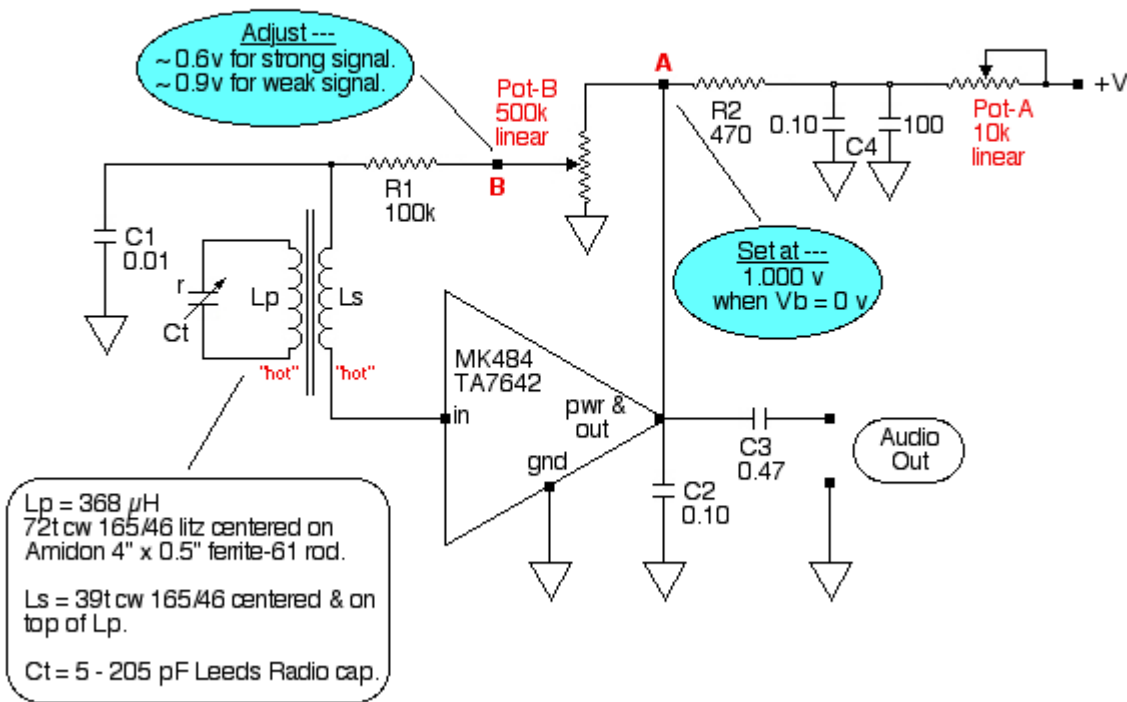 Adjust ---
~ 0.6v for strong signal.
~ 0.9v for weak signal.
Pot-B
500k
linear
A
R2
470
0.10
C4
100
Pot-A
10k
linear
+V
B
R1
100k
C1
0.01
r
Ct
Lp
Ls
"hot"
"hot"
Set at ---
1.000 v
when Vb = 0 v
MK484
TA7642
in
pwr &
out
gnd
C3
0.47
Audio
Out
C2
0.10
Lp = 368 µH
72t cw 165/46 litz centered on
Amidon 4" x 0.5" ferrite-61 rod.
Ls = 39t cw 165/46 centered & on
top of Lp.
Ct = 5 - 205 pF Leeds Radio cap.